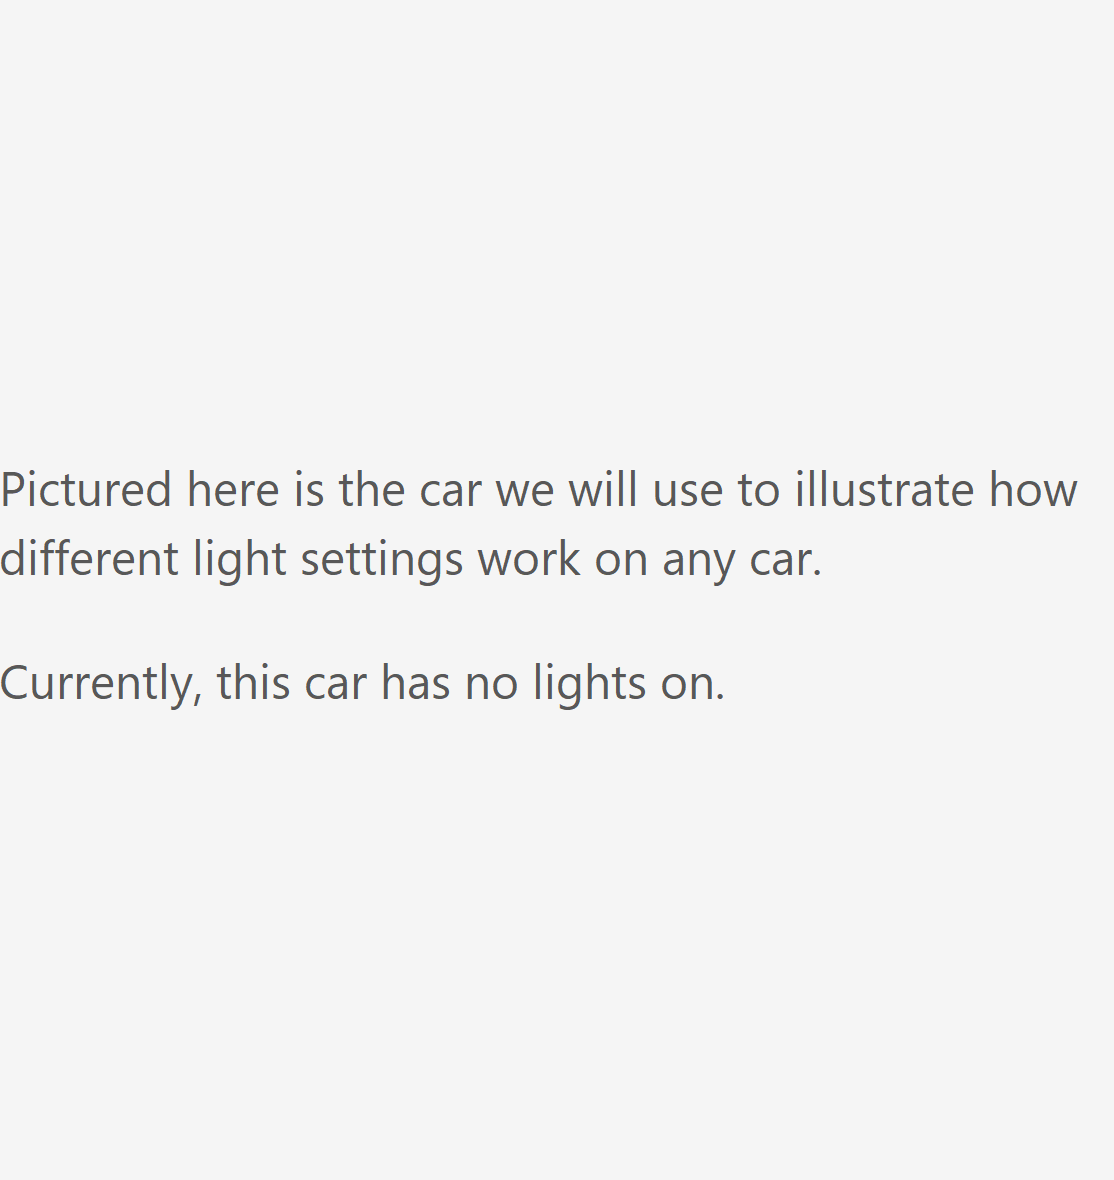 Pictured here is the car we will use to illustrate how
different light settings work on any car.
Currently, this car has no lights on.